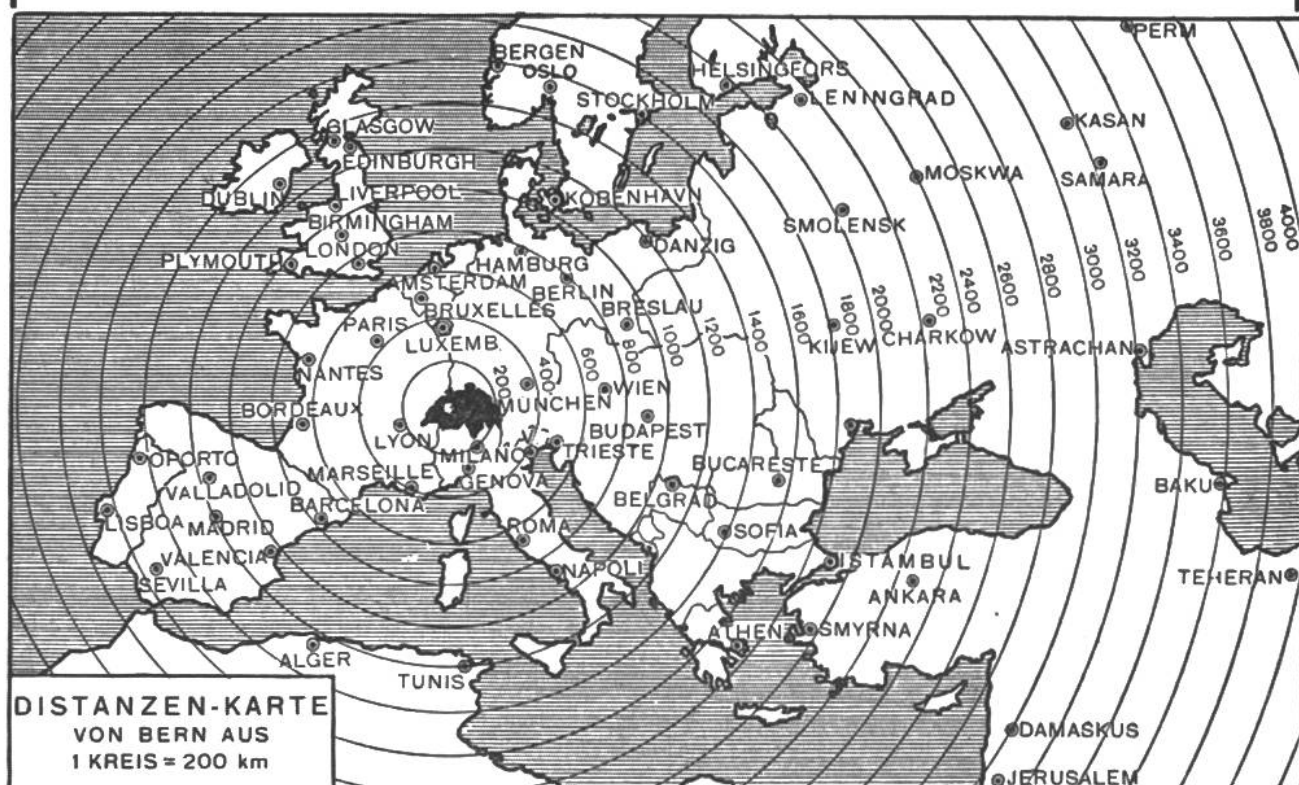 PERM
BERGEN
OSLO
HELSINGFORS
STOCKHOLM
LENINGRAD
KASAN
GLASGOW
EDINBURGH
MOSKWA
SAMARA
DUBLIN
LIVERPOOL
KOBENHAVN
SMOLENSK
BIRMINGHAM
LONDON
DANZIG
PLYMOUTH
HAMBURG
AMSTERDAM
BERLIN
BRUXELLES
BRESLAU
PARIS
LUXEMB.
KIJEW
CHARKOW
ASTRACHAN
NANTES
200
400
600
800
1000
1200
1400
1600
1800
2000
2200
2400
2600
2800
3000
3200
3400
3600
3800
4000
WIEN
MÜNCHEN
BORDEAUX
LYON
BUDAPEST
TRIESTE
MILANO
OPORTO
MARSEILLE
GENOVA
BUCAREST
VALLADOLID
BELGRAD
BAKU
BARCELONA
LISBOA
MADRID
ROMA
SOFIA
VALENCIA
NAPOLI
ISTAMBUL
TEHERAN
SEVILLA
ANKARA
ATHEN
SMYRNA
ALGER
TUNIS
DISTANZEN-KARTE
VON BERN AUS
1 KREIS = 200 km
DAMASKUS
JERUSALEM